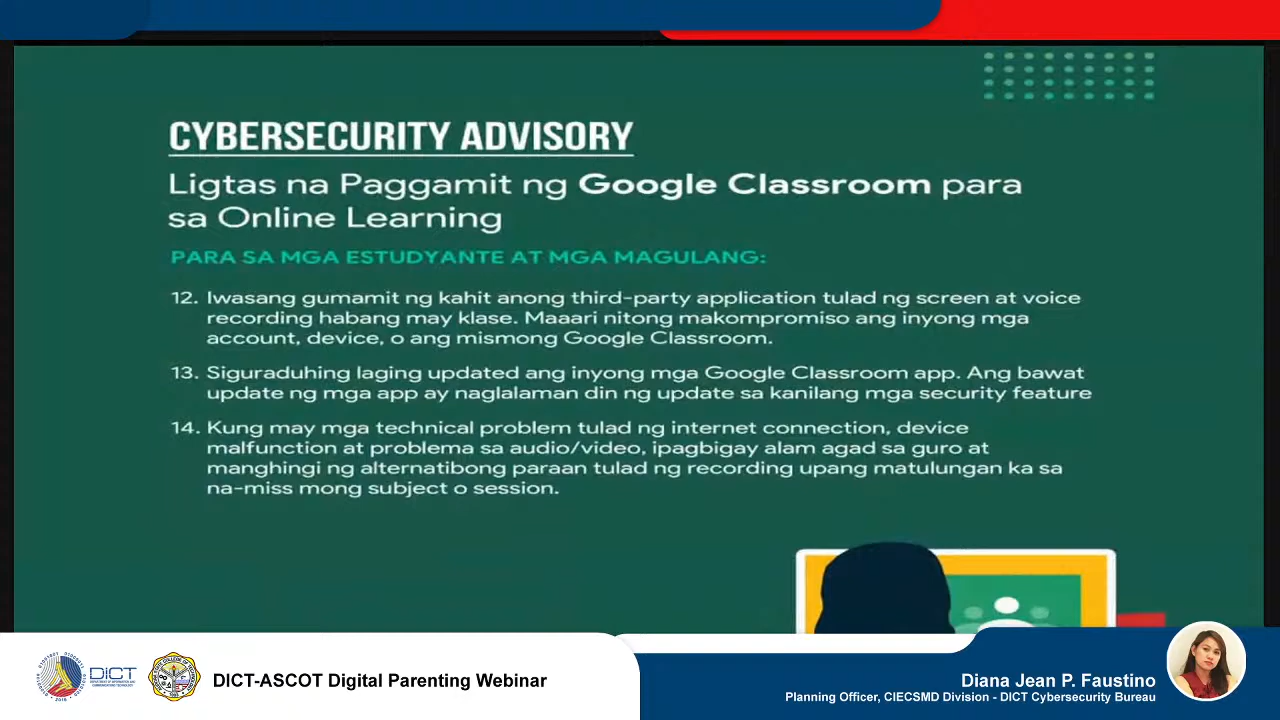 CYBERSECURITY ADVISORY
Ligtas na Paggamit ng Google Classroom para
sa Online Learning
PARA SA MGA ESTUDYANTE AT MGA MAGULANG:
12. Iwasang gumamit ng kahit anong third-party application tulad ng screen at voice
recording habang may klase. Maaari nitong makompromiso ang inyong mga
account, device, o ang mismong Google Classroom.
13. Siguraduhing laging updated ang inyong mga Google Classroom app. Ang bawat
update ng mga app ay naglalaman din ng update sa kanilang mga security feature
14. Kung may mga technical problem tulad ng internet connection, device
malfunction at problema sa audio/video, ipagbigay alam agad sa guro at
manghingi ng alternatibong paraan tulad ng recording upang matulungan ka sa
na-miss mong subject o session.
DICT
DICT-ASCOT Digital Parenting Webinar
Diana Jean P. Faustino
Planning Officer, CIECSMD Division - DICT Cybersecurity Bureau